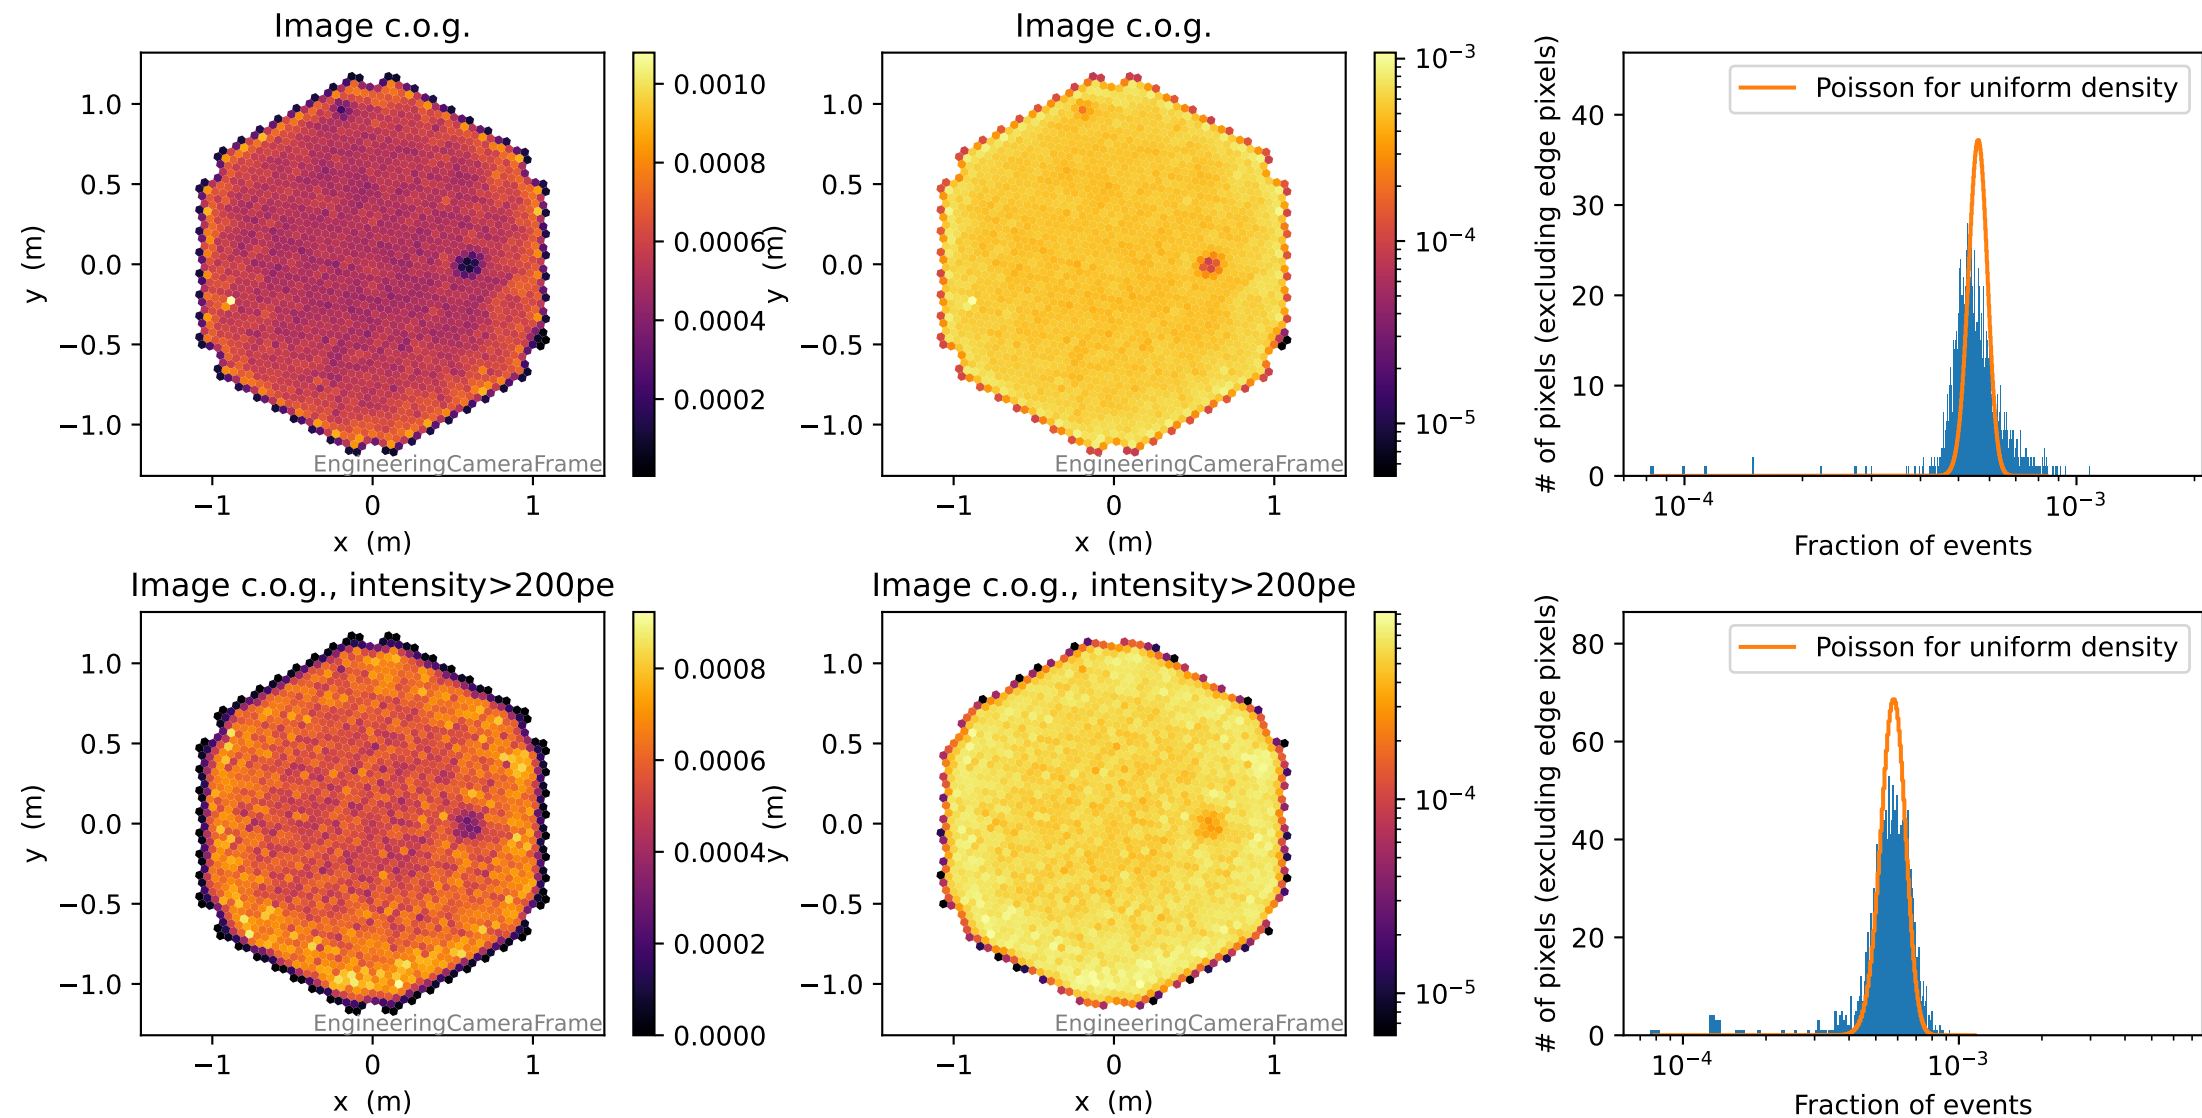 Image c.o.g.
1.0
0.5
0.0
−0.5
−1.0
y (m)
−1
0
1
x (m)
EngineeringCameraFrame
0.0010
0.0008
0.0006
0.0004
0.0002
Image c.o.g.
1.0
0.5
0.0
−0.5
−1.0
y (m)
−1
0
1
x (m)
EngineeringCameraFrame
10⁻³
10⁻⁴
10⁻⁵
Poisson for uniform density
# of pixels (excluding edge pixels)
40
30
20
10
0
10⁻⁴
10⁻³
Fraction of events
Image c.o.g., intensity>200pe
1.0
0.5
0.0
−0.5
−1.0
y (m)
−1
0
1
x (m)
EngineeringCameraFrame
0.0008
0.0006
0.0004
0.0002
0.0000
Image c.o.g., intensity>200pe
1.0
0.5
0.0
−0.5
−1.0
y (m)
−1
0
1
x (m)
EngineeringCameraFrame
10⁻⁴
10⁻⁵
Poisson for uniform density
# of pixels (excluding edge pixels)
80
60
40
20
0
10⁻⁴
10⁻³
Fraction of events